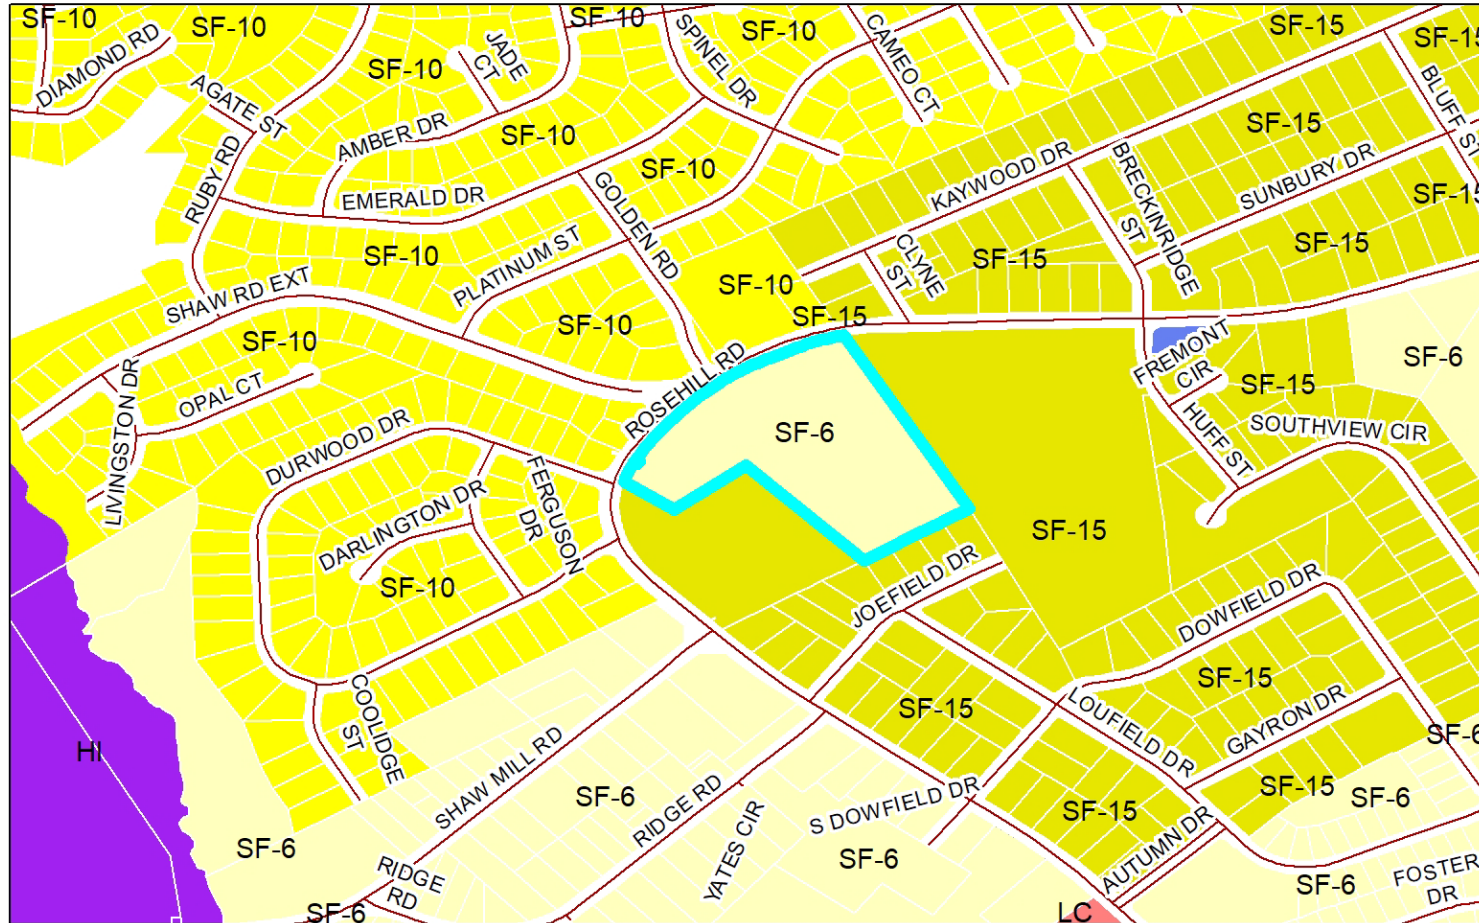 SF-10
SF-10
SF-10
SF-10
SF-15
SF-15
DIAMOND RD
SPINEL DR
CAMEO CT
JADE
CT
SF-10
BLUFF ST
AGATE ST
AMBER DR
SF-10
SF-15
RUBY RD
EMERALD DR
SF-10
GOLDEN RD
KAYWOOD DR
BRECKINRIDGE
ST
SUNBURY DR
SF-15
SF-10
PLATINUM ST
CLYNE
ST
SF-15
SF-15
SHAW RD EXT
SF-10
SF-15
SF-10
SF-10
FREMONT
CIR
SF-6
LIVINGSTON DR
OPAL CT
ROSEHILL RD
SF-15
DURWOOD DR
SF-6
HUFF ST
SOUTHVIEW CIR
DARLINGTON DR
FERGUSON
DR
SF-15
SF-10
JOEFIELD DR
DOWFIELD DR
COOLIDGE
ST
SF-15
SF-15
LOUFIELD DR
GAYRON DR
SF-6
HI
SHAW MILL RD
SF-6
RIDGE RD
YATES CIR
S DOWFIELD DR
SF-15
SF-15
SF-6
SF-6
SF-6
AUTUMN DR
RIDGE
RD
SF-6
LC
SF-6
FOSTER
DR